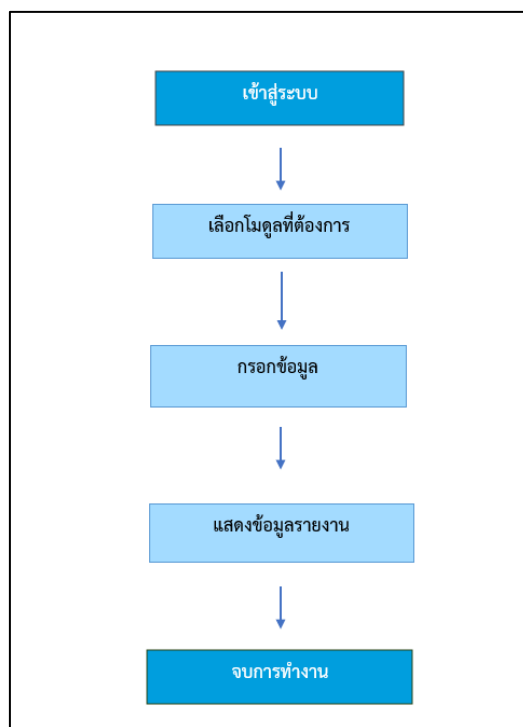 เข้าสู่ระบบ
เลือกโมดูลที่ต้องการ
กรอกข้อมูล
แสดงข้อมูลรายงาน
จบการทำงาน